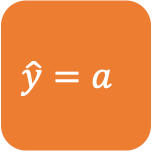 ŷ = a